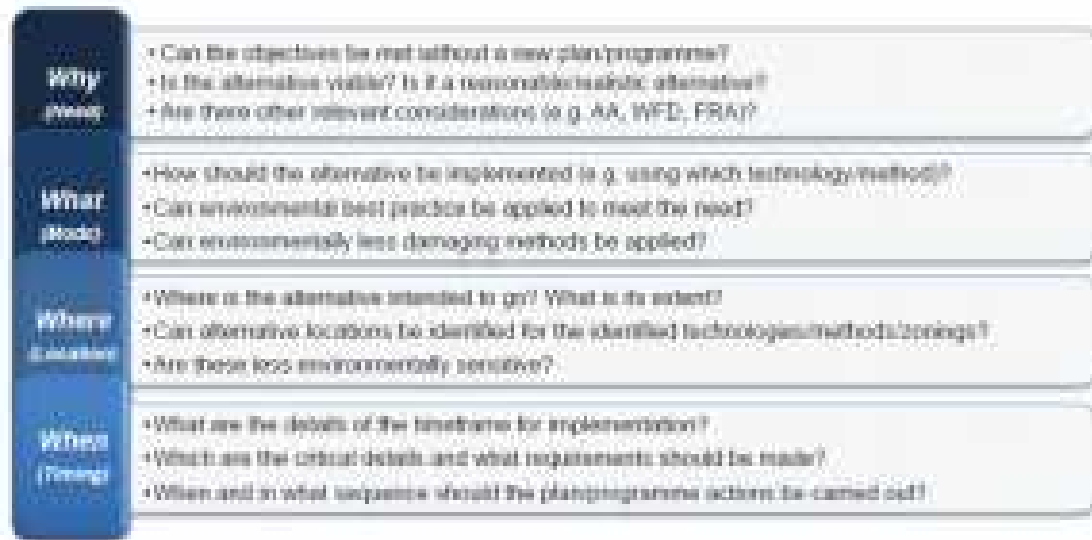 Why
(Need)
• Can the objectives be met without a new plan/programme?
• Is the alternative viable? Is it a reasonable/realistic alternative?
• Are there other relevant considerations (e.g. AA, WFD, FRA)?
What
(Mode)
• How should the alternative be implemented (e.g. using which technology/method)?
• Can environmental best practice be applied to meet the need?
• Can environmentally less damaging methods be applied?
Where
(Location)
• Where is the alternative intended to go? What is its extent?
• Can alternative locations be identified for the identified technologies/methods/zonings?
• Are these less environmentally sensitive?
When
(Timing)
• What are the details of the timeframe for implementation?
• Which are the critical details and what requirements should be made?
• When and in what sequence should the plan/programme actions be carried out?